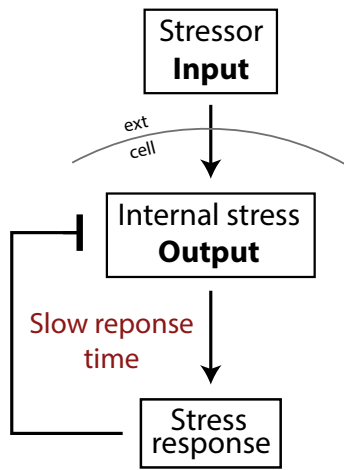 Stressor
Input
ext
cell
Internal stress
Output
Slow reponse
time
Stress
response